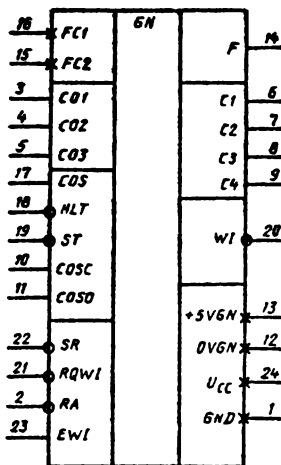 GN
16 FC1
15 FC2
3 CO1
4 CO2
5 CO3
17 COS
18 HLT
19 ST
10 COSC
11 COSO
22 SR
21 RQWI
2 RA
23 EWI
F 14
C1 6
C2 7
C3 8
C4 9
WI 20
+5VGN 13
0VGN 12
UCC 24
GND 1